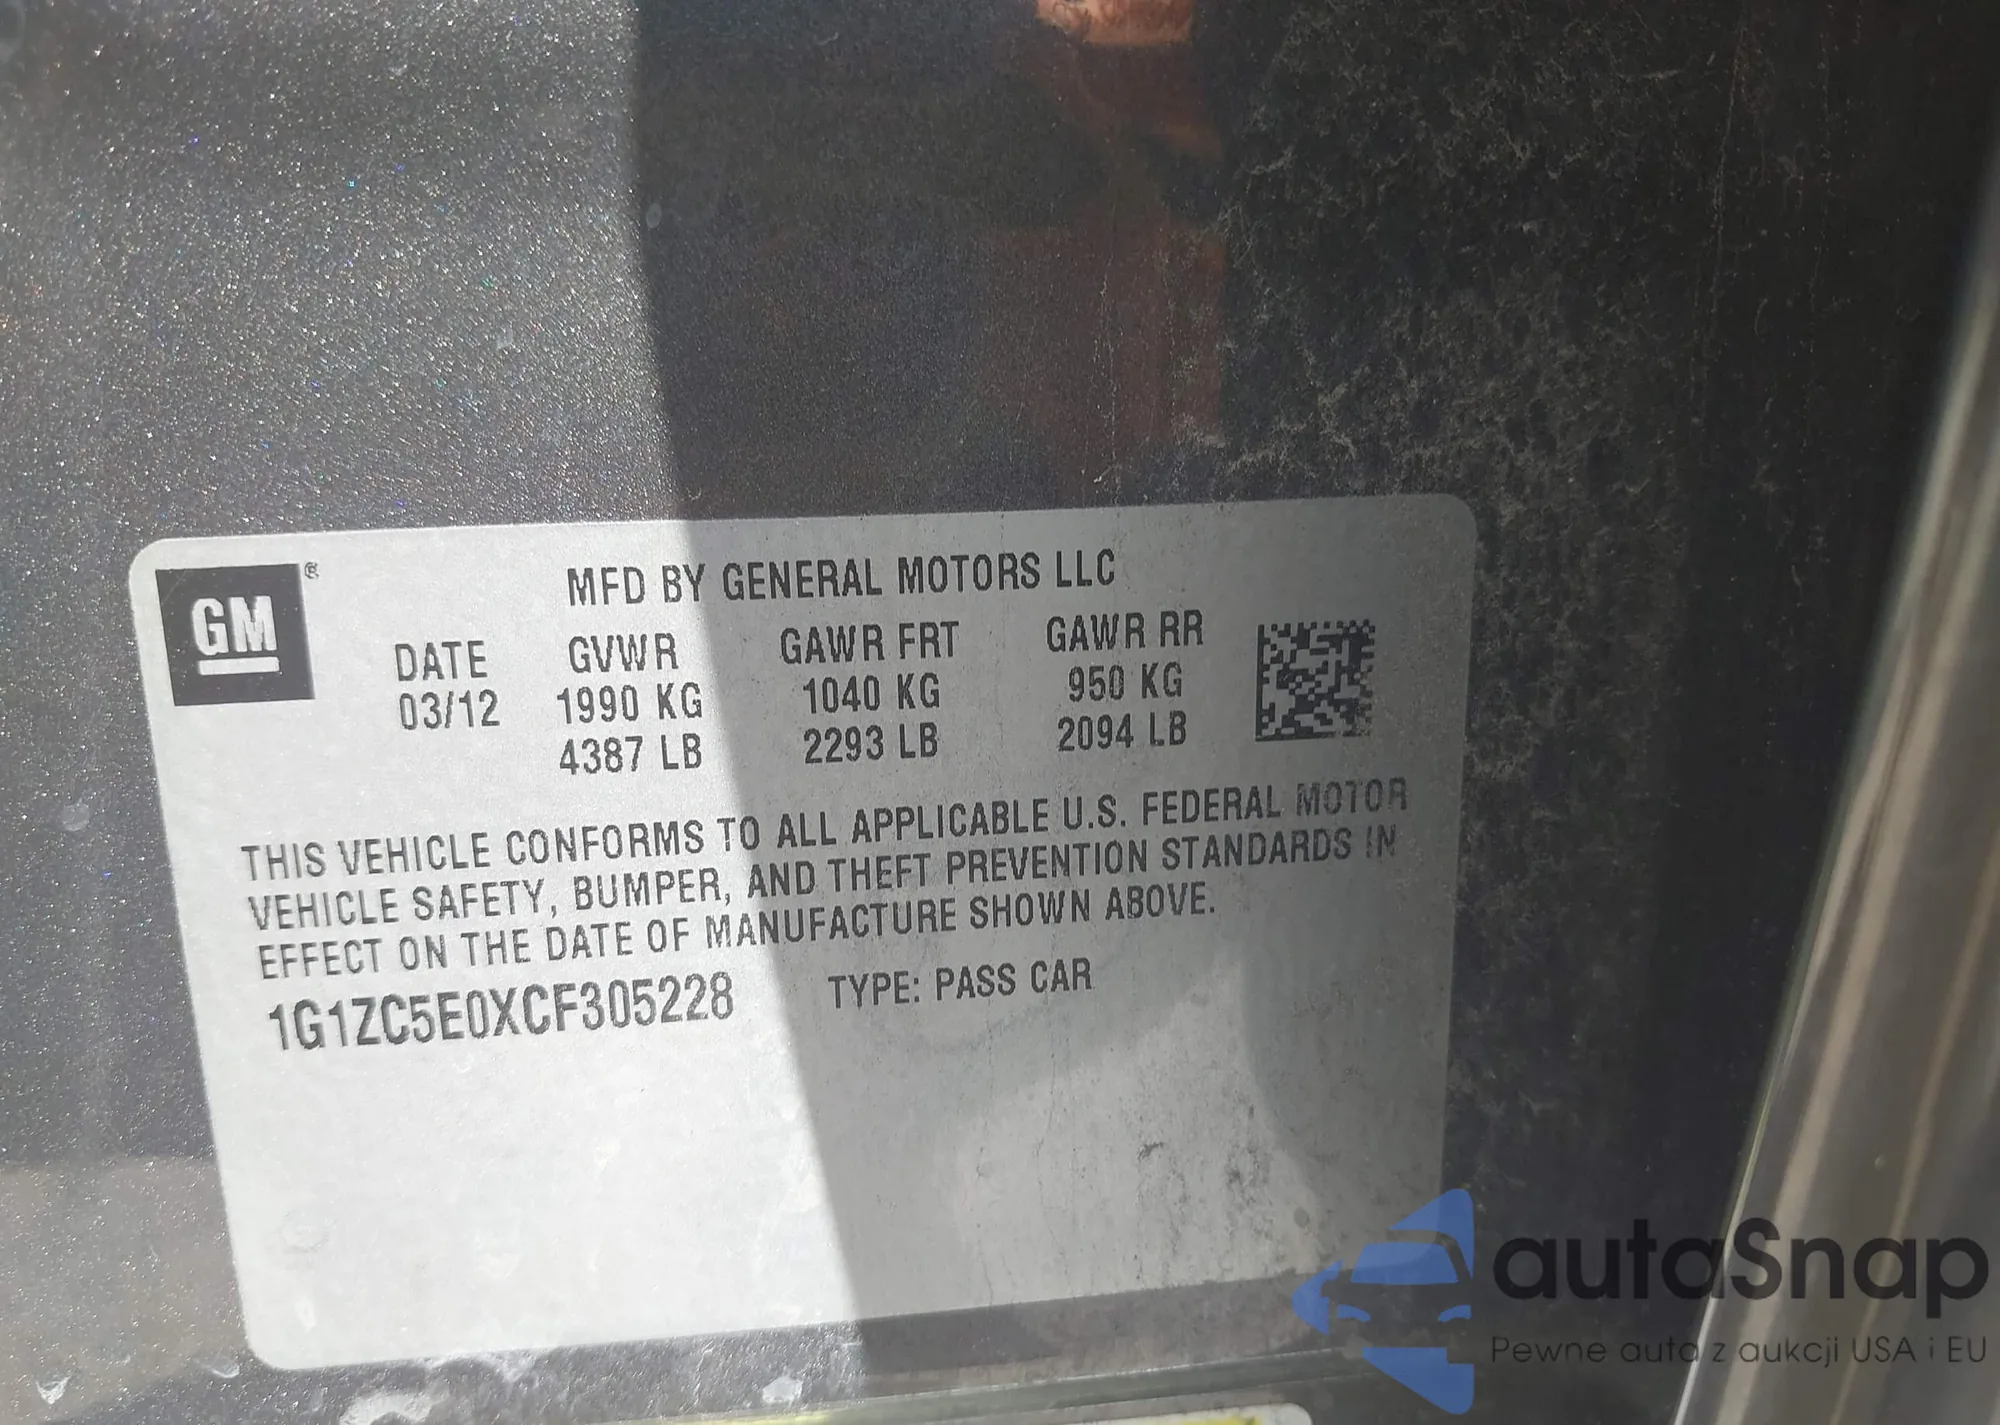 GM®
MFD BY GENERAL MOTORS LLC
DATE GVWR GAWR FRT GAWR RR
03/12 1990 KG 1040 KG 950 KG
4387 LB 2293 LB 2094 LB
THIS VEHICLE CONFORMS TO ALL APPLICABLE U.S. FEDERAL MOTOR
VEHICLE SAFETY, BUMPER, AND THEFT PREVENTION STANDARDS IN
EFFECT ON THE DATE OF MANUFACTURE SHOWN ABOVE.
1G1ZC5E0XCF305228 TYPE: PASS CAR
autaSnap
Pewne auta z aukcji USA i EU